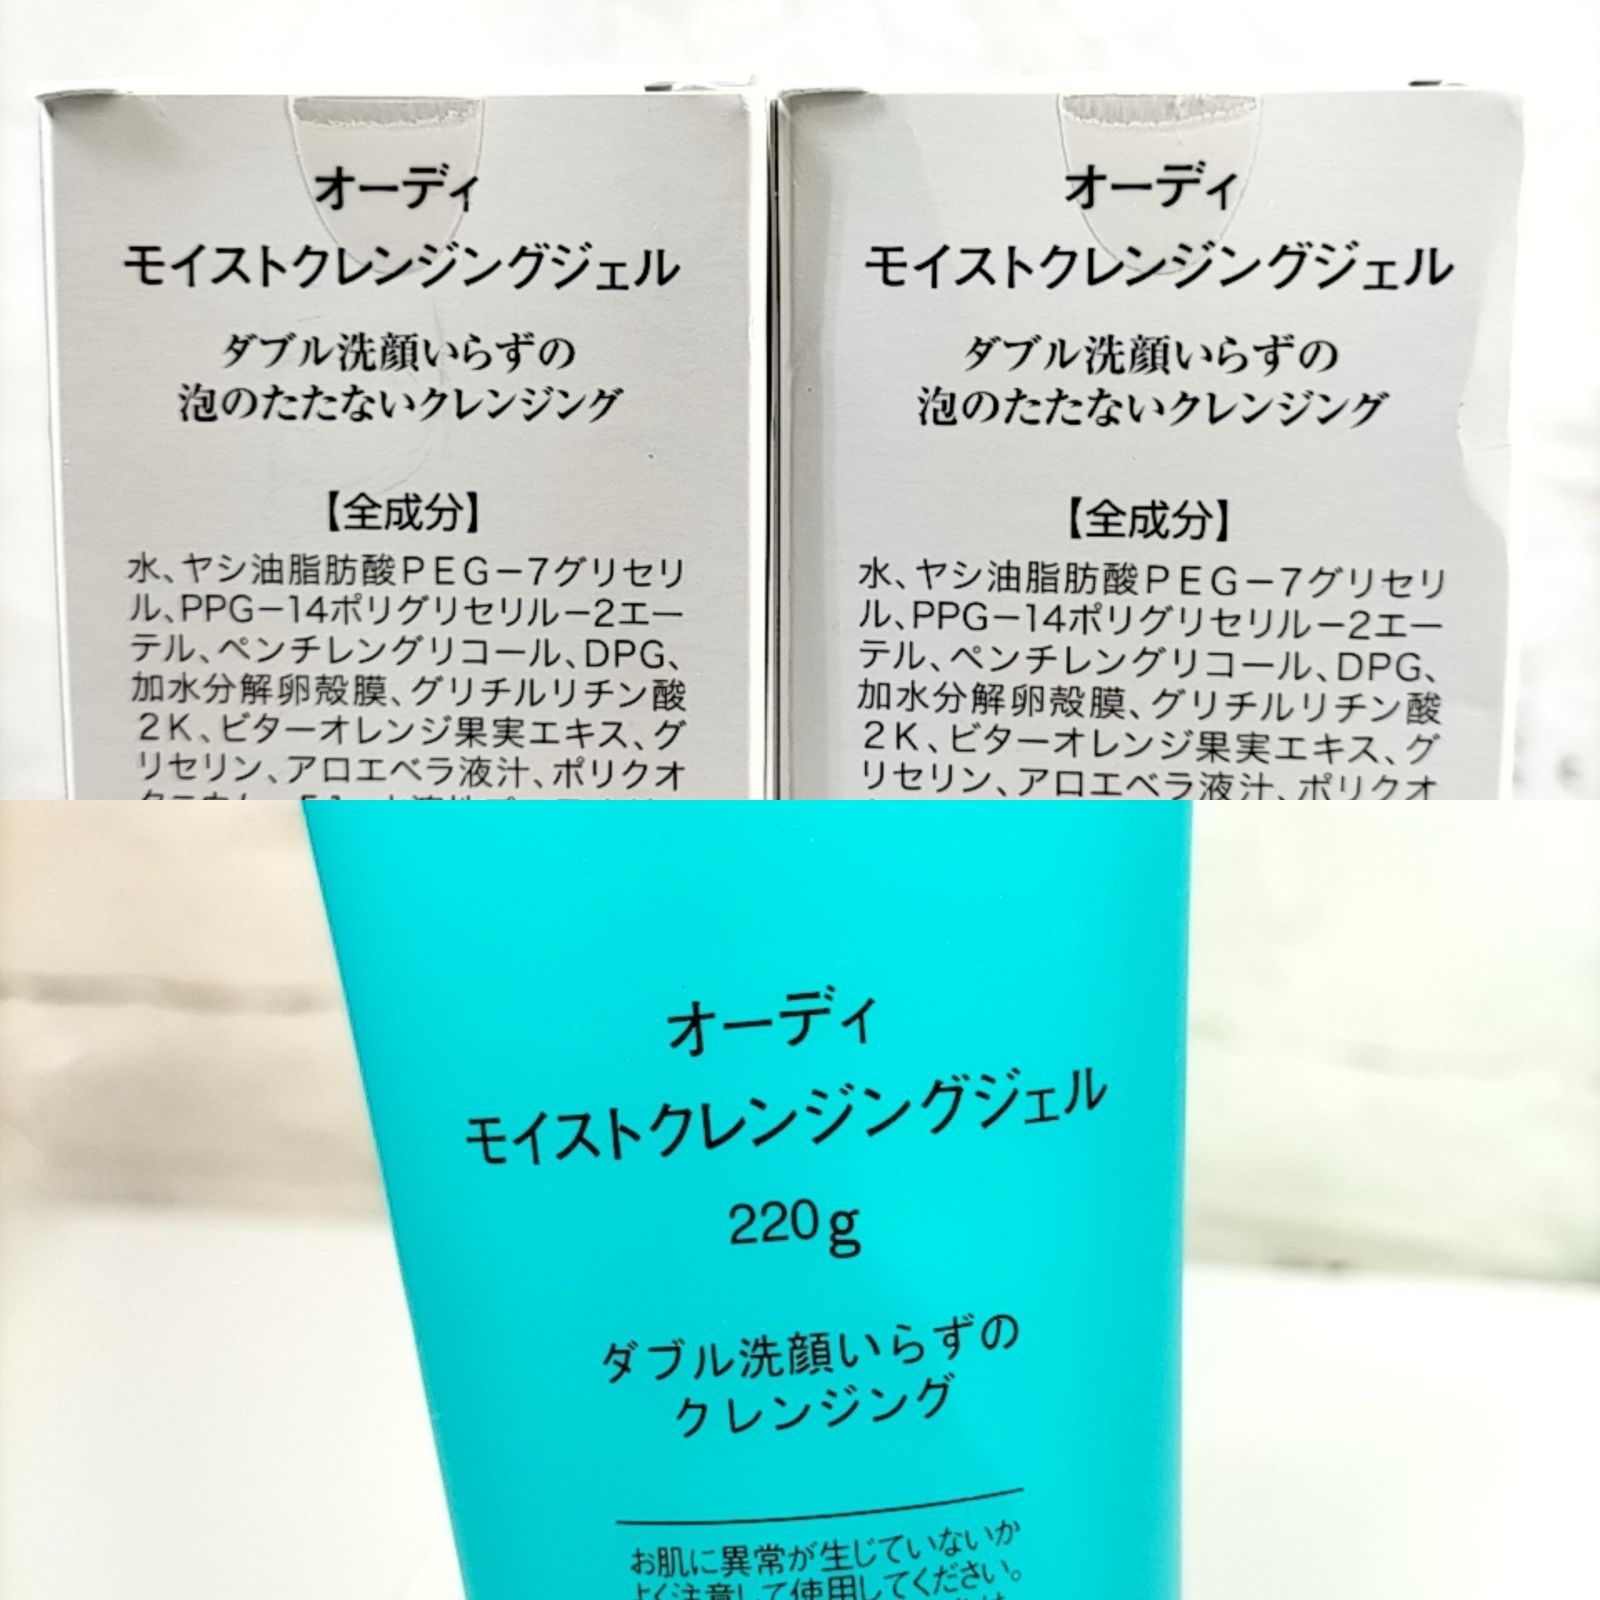 オーディ
モイストクレンジングジェル
ダブル洗顔いらずの
泡のたたないクレンジング
【全成分】
水、ヤシ油脂肪酸PEG－7グリセリ
ル、PPG－14ポリグリセリル－2エー
テル、ペンチレングリコール、DPG、
加水分解卵殻膜、グリチルリチン酸
2K、ビターオレンジ果実エキス、グ
リセリン、アロエベラ液汁、ポリクオ
オーディ
モイストクレンジングジェル
ダブル洗顔いらずの
泡のたたないクレンジング
【全成分】
水、ヤシ油脂肪酸PEG－7グリセリ
ル、PPG－14ポリグリセリル－2エー
テル、ペンチレングリコール、DPG、
加水分解卵殻膜、グリチルリチン酸
2K、ビターオレンジ果実エキス、グ
リセリン、アロエベラ液汁、ポリクオ
オーディ
モイストクレンジングジェル
220g
ダブル洗顔いらずの
クレンジング
お肌に異常が生じていないか
よく注意して使用してください。